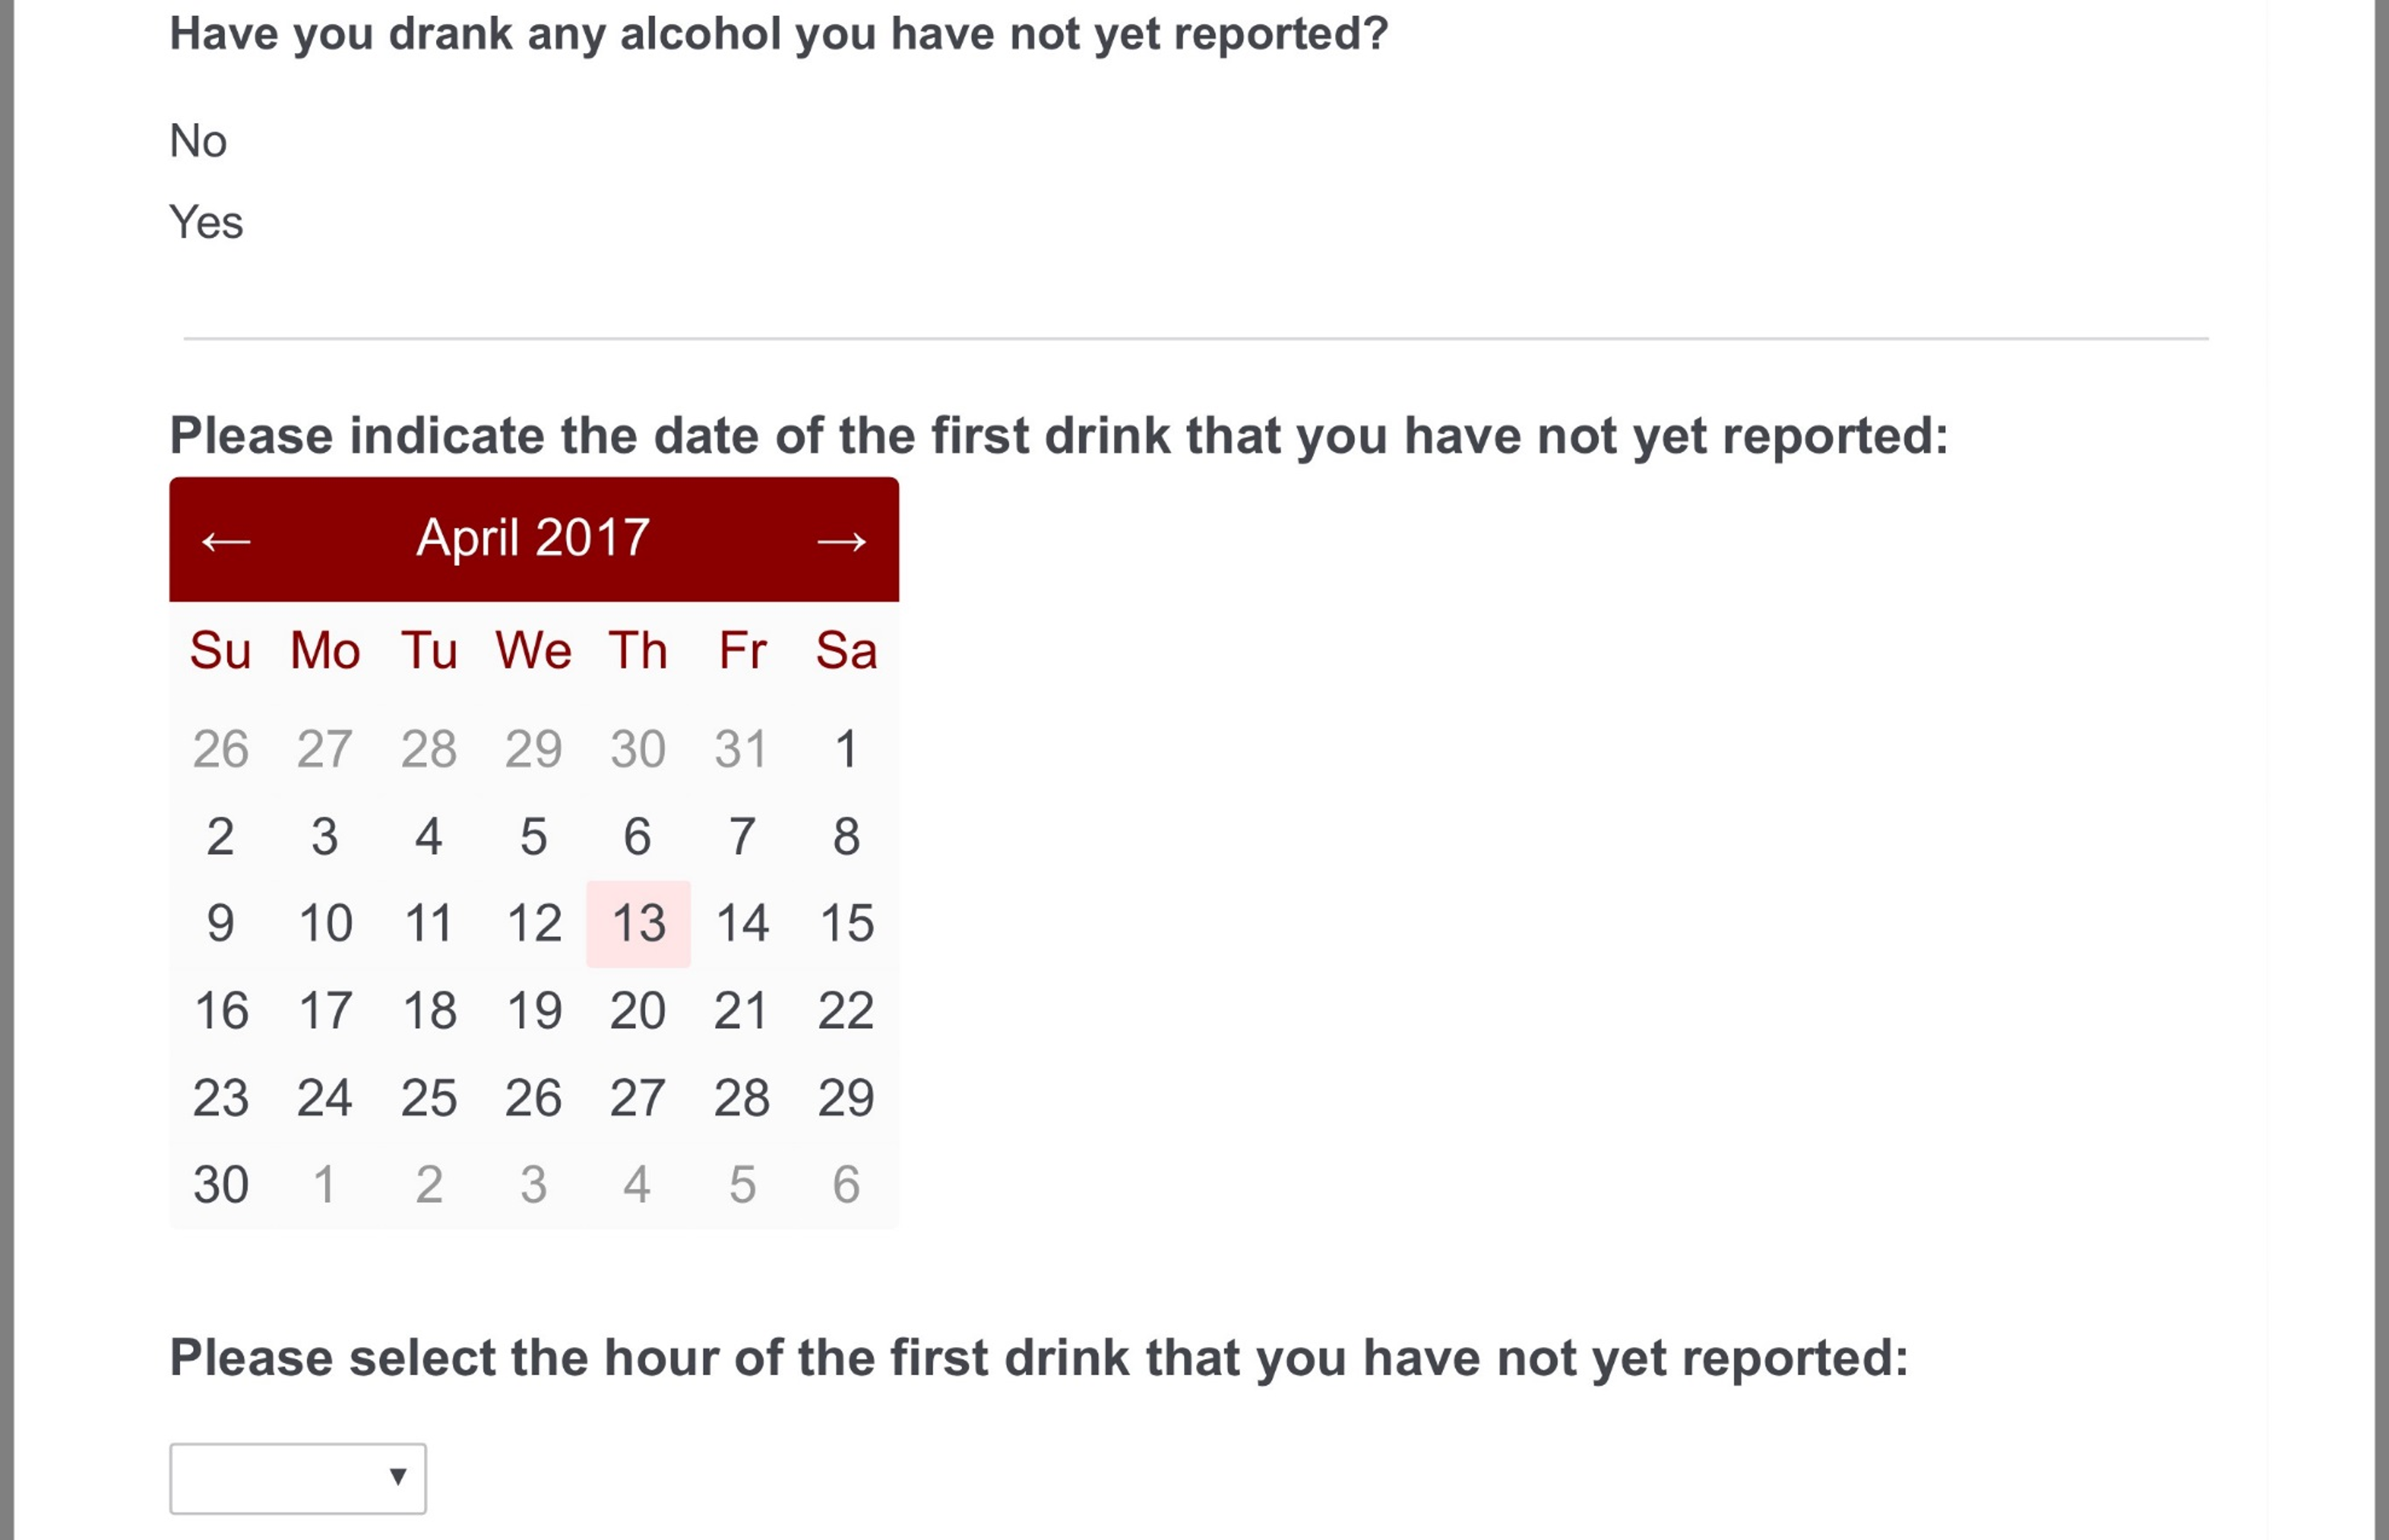 Have you drank any alcohol you have not yet reported?
No
Yes
Please indicate the date of the first drink that you have not yet reported:
← April 2017 →
Su Mo Tu We Th Fr Sa
26 27 28 29 30 31 1
2 3 4 5 6 7 8
9 10 11 12 13 14 15
16 17 18 19 20 21 22
23 24 25 26 27 28 29
30 1 2 3 4 5 6
Please select the hour of the first drink that you have not yet reported: